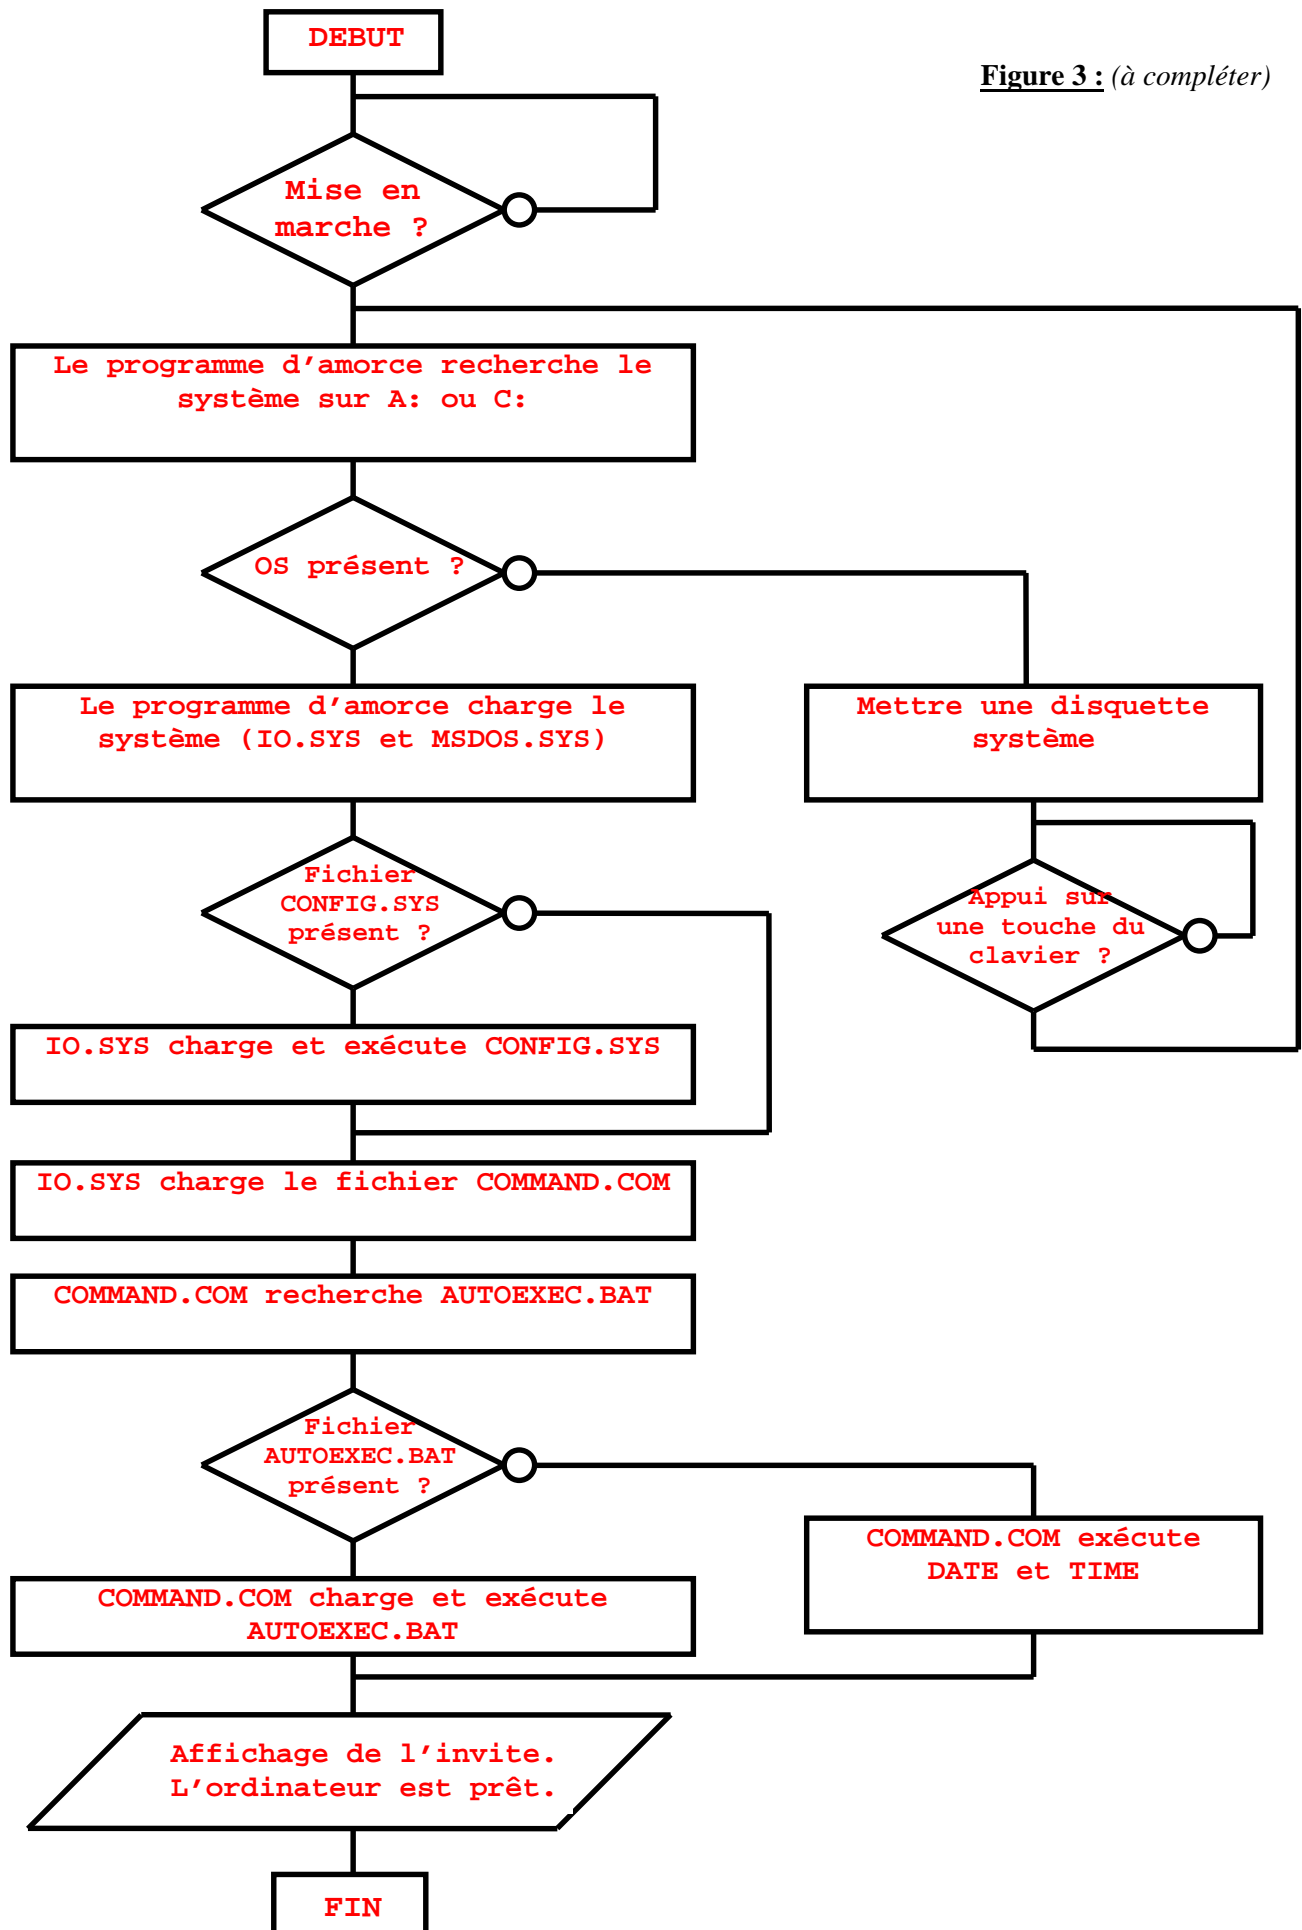 DEBUT
Figure 3 : (à compléter)
Mise en
marche ?
Le programme d’amorce recherche le
système sur A: ou C:
OS présent ?
Le programme d’amorce charge le
système (IO.SYS et MSDOS.SYS)
Mettre une disquette
système
Fichier
CONFIG.SYS
présent ?
Appui sur
une touche du
clavier ?
IO.SYS charge et exécute CONFIG.SYS
IO.SYS charge le fichier COMMAND.COM
COMMAND.COM recherche AUTOEXEC.BAT
Fichier
AUTOEXEC.BAT
présent ?
COMMAND.COM exécute
DATE et TIME
COMMAND.COM charge et exécute
AUTOEXEC.BAT
Affichage de l’invite.
L’ordinateur est prêt.
FIN